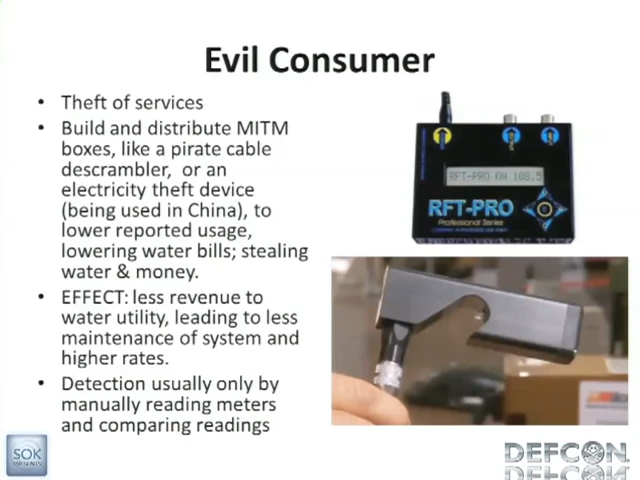 Evil Consumer
• Theft of services
• Build and distribute MITM
boxes, like a pirate cable
descrambler, or an
electricity theft device
(being used in China), to
lower reported usage,
lowering water bills; stealing
water & money.
• EFFECT: less revenue to
water utility, leading to less
maintenance of system and
higher rates.
• Detection usually only by
manually reading meters
and comparing readings
RFT-PRO ON 108.5
RFT-PRO
Professional Series
SOK
DEFCON